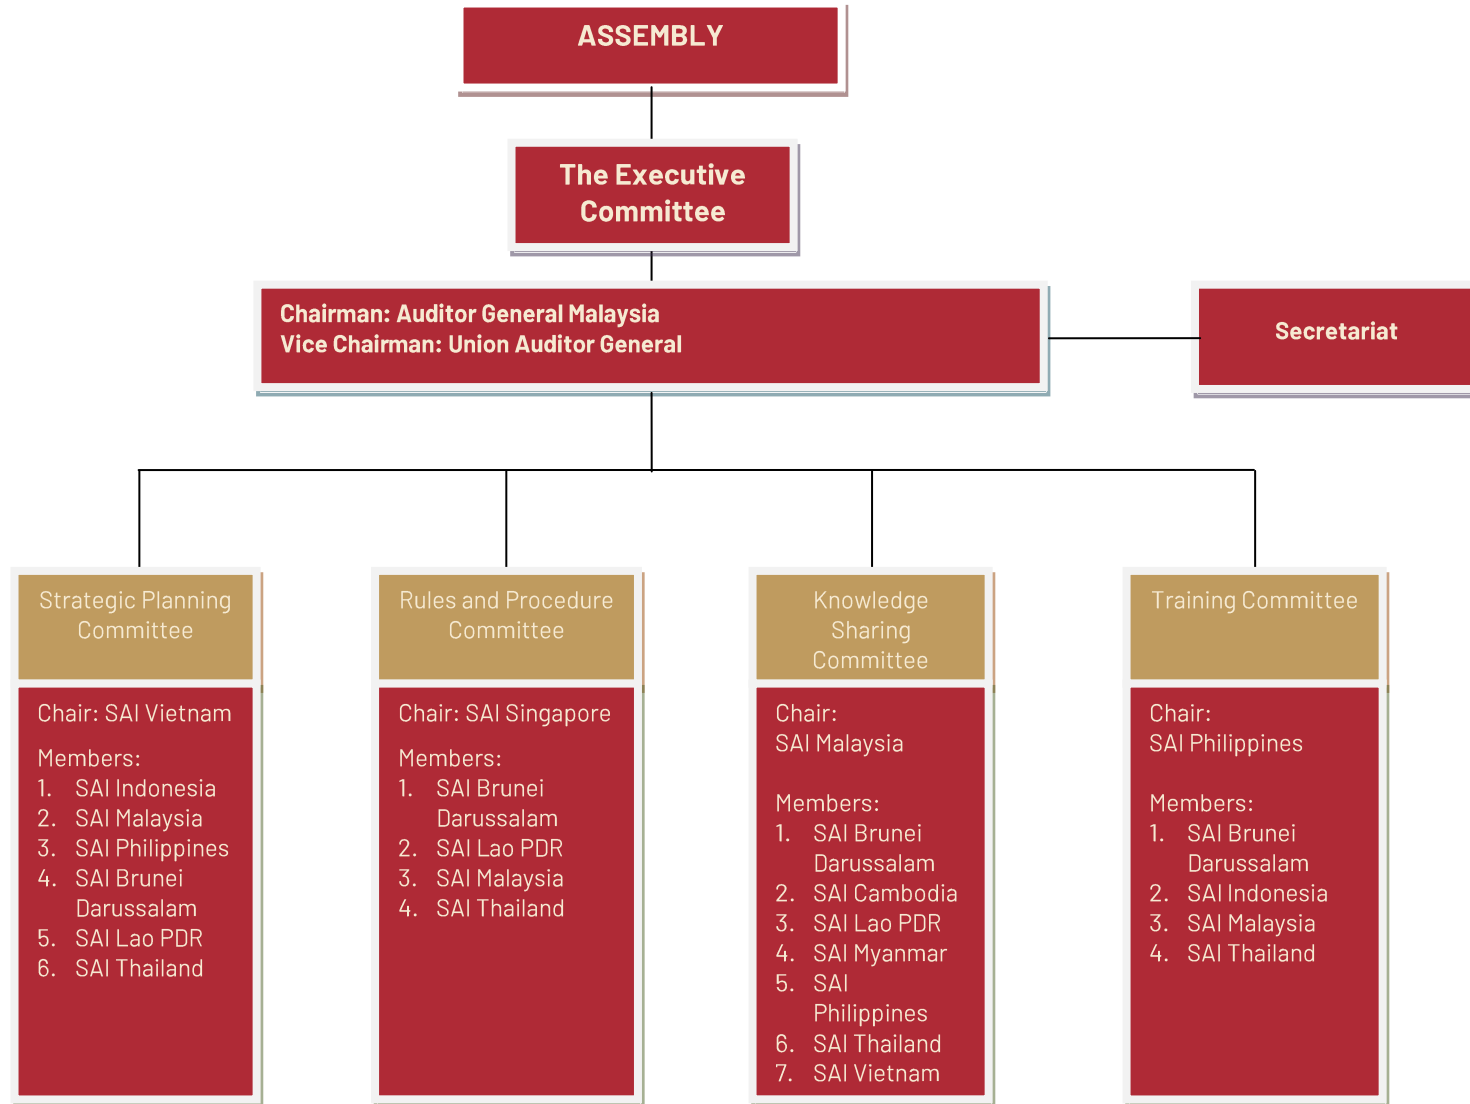 ASSEMBLY
The Executive
Committee
Chairman: Auditor General Malaysia
Vice Chairman: Union Auditor General
Secretariat
Strategic Planning
Committee
Chair: SAI Vietnam
Members:
1. SAI Indonesia
2. SAI Malaysia
3. SAI Philippines
4. SAI Brunei
Darussalam
5. SAI Lao PDR
6. SAI Thailand
Rules and Procedure
Committee
Chair: SAI Singapore
Members:
1. SAI Brunei
Darussalam
2. SAI Lao PDR
3. SAI Malaysia
4. SAI Thailand
Knowledge
Sharing
Committee
Chair:
SAI Malaysia
Members:
1. SAI Brunei
Darussalam
2. SAI Cambodia
3. SAI Lao PDR
4. SAI Myanmar
5. SAI
Philippines
6. SAI Thailand
7. SAI Vietnam
Training Committee
Chair:
SAI Philippines
Members:
1. SAI Brunei
Darussalam
2. SAI Indonesia
3. SAI Malaysia
4. SAI Thailand